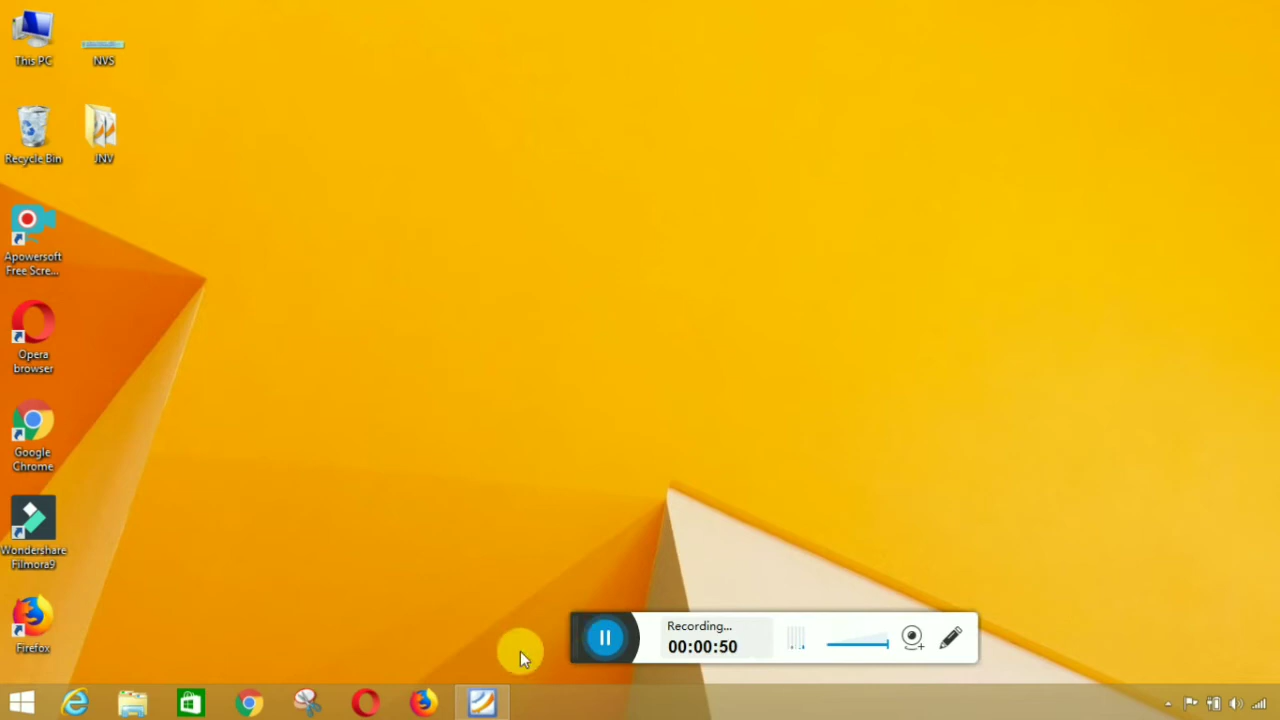 This PC
NVS
Recycle Bin
JNV
Apowersoft
Free Scre...
Opera
browser
Google
Chrome
Wondershare
Filmora9
Firefox
Recording...
00:00:50